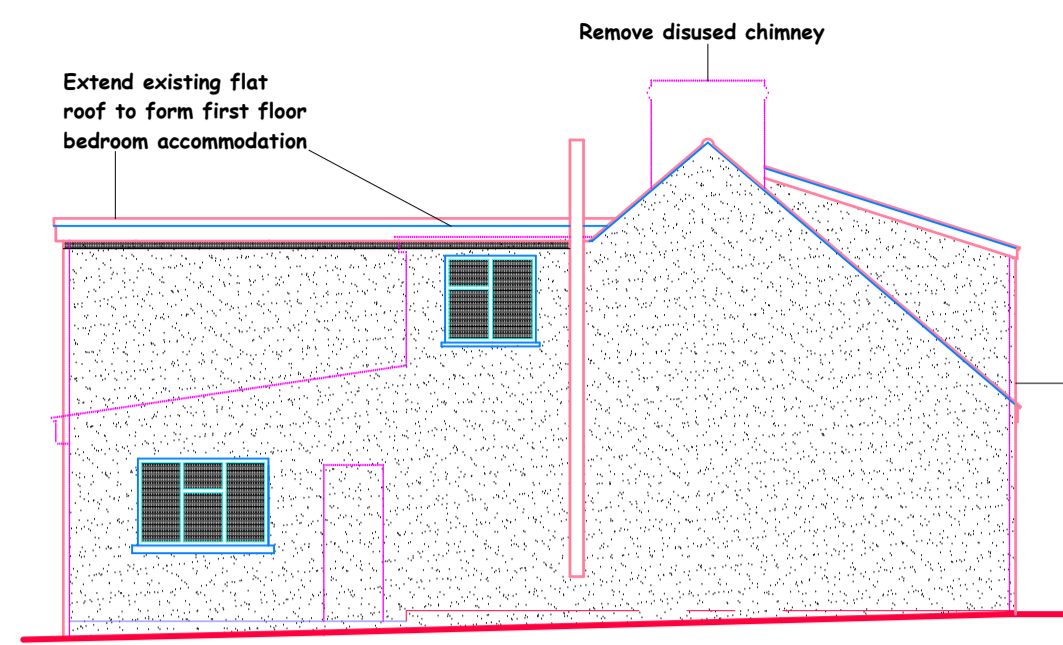 Remove disused chimney
Extend existing flat
roof to form first floor
bedroom accommodation